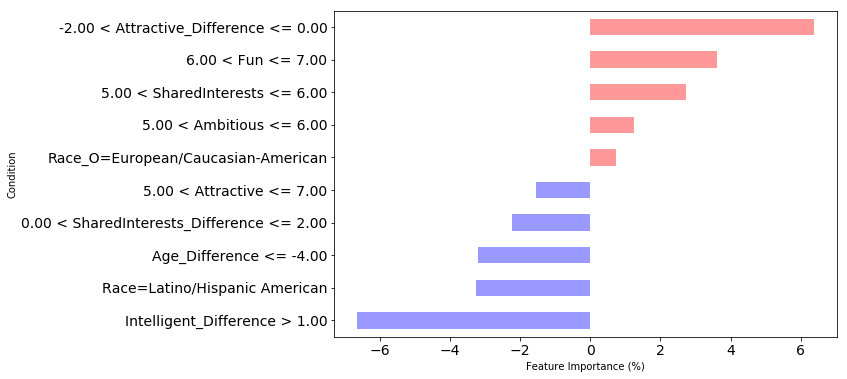 -2.00 < Attractive_Difference <= 0.00
6.00 < Fun <= 7.00
5.00 < SharedInterests <= 6.00
5.00 < Ambitious <= 6.00
Race_O=European/Caucasian-American
5.00 < Attractive <= 7.00
0.00 < SharedInterests_Difference <= 2.00
Age_Difference <= -4.00
Race=Latino/Hispanic American
Intelligent_Difference > 1.00
Condition
−6 −4 −2 0 2 4 6
Feature Importance (%)